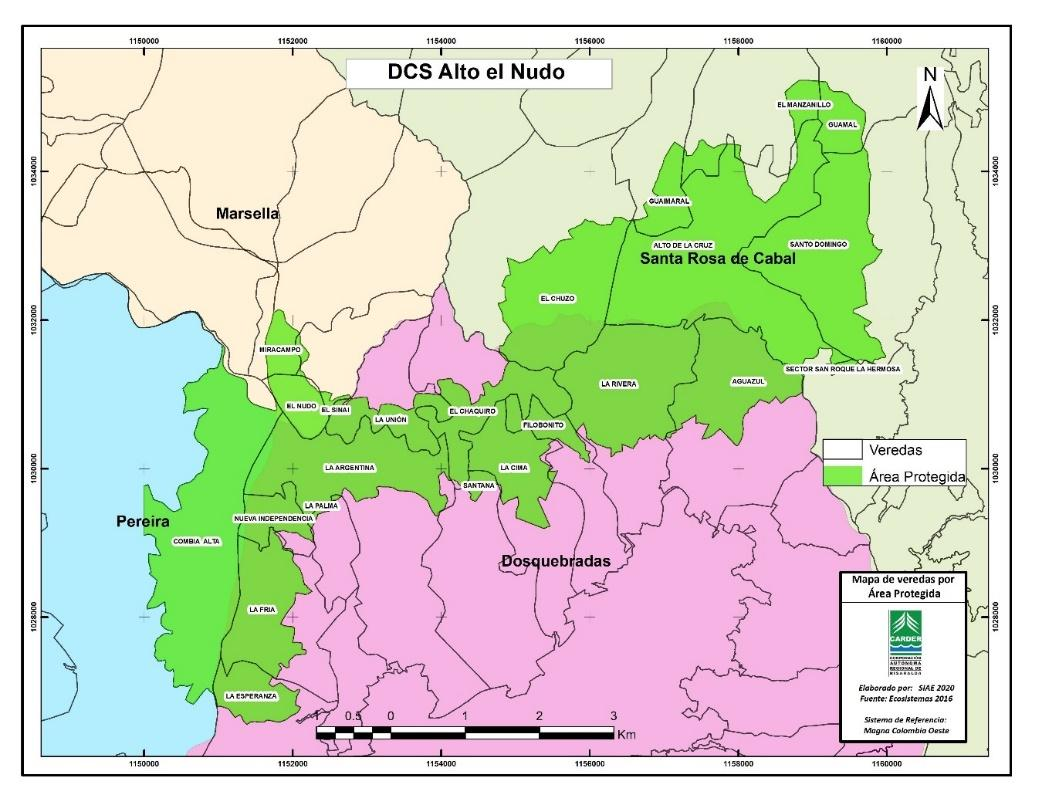 1150000 1152000 1154000 1156000 1158000 1160000
DCS Alto el Nudo
N
EL MANZANILLO
GUAMAL
1034000
1034000
GUAIMARAL
Marsella
ALTO DE LA CRUZ
SANTO DOMINGO
Santa Rosa de Cabal
EL CHUZO
1032000
1032000
MIRACAMPO
SECTOR SAN ROQUE LA HERMOSA
LA RIVERA
AGUAZUL
EL NUDO
EL SINAI
EL CHAQUIRO
LA UNIÓN
FILOBONITO
Veredas
LA ARGENTINA
LA CIMA
1030000
1030000
Área Protegida
SANTANA
LA PALMA
NUEVA INDEPENDENCIA
Pereira
COMBIA ALTA
Dosquebradas
Mapa de veredas por
Área Protegida
LA FRIA
1028000
1028000
CARDER
CORPORACIÓN
AUTÓNOMA
REGIONAL DE
RISARALDA
LA ESPERANZA
Elaborado por: SIAE 2020
Fuente: Ecosistemas 2016
1 0.5 0 1 2 3
Km
Sistema de Referencia:
Magna Colombia Oeste
1150000 1152000 1154000 1156000 1158000 1160000